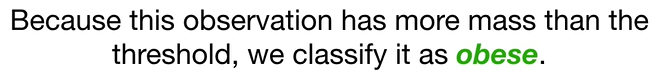 Because this observation has more mass than the
threshold, we classify it as obese.